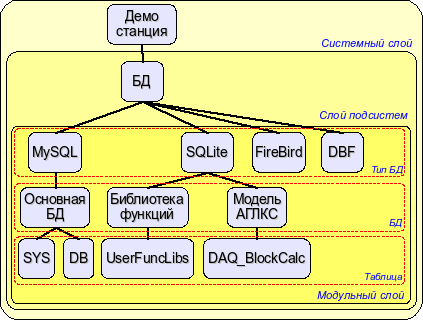 Демо
станция
Системный слой
БД
Слой подсистем
MySQL
SQLite
FireBird
DBF
Тип БД
Основная
БД
Библиотека
функций
Модель
АГЛКС
БД
SYS
DB
UserFuncLibs
DAQ_BlockCalc
Таблица
Модульный слой